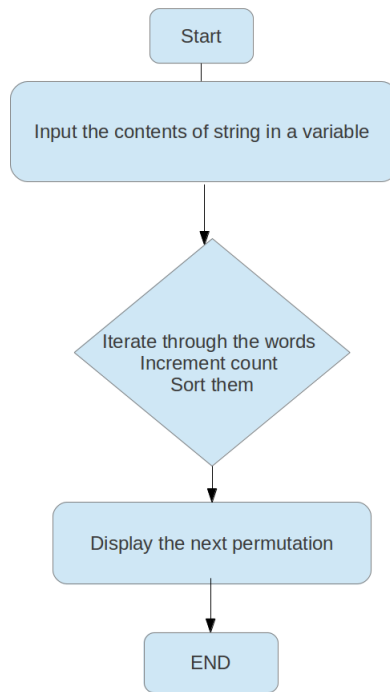 Start
Input the contents of string in a variable
Iterate through the words
Increment count
Sort them
Display the next permutation
END